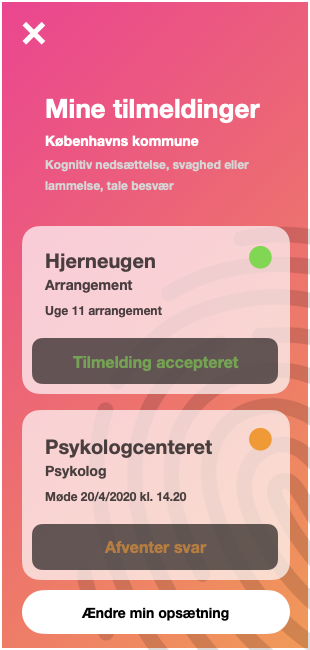 Mine tilmeldinger
Københavns kommune
Kognitiv nedsættelse, svaghed eller
lammelse, tale besvær
Hjerneugen
Arrangement
Uge 11 arrangement
Tilmelding accepteret
Psykologcenteret
Psykolog
Møde 20/4/2020 kl. 14.20
Afventer svar
Ændre min opsætning